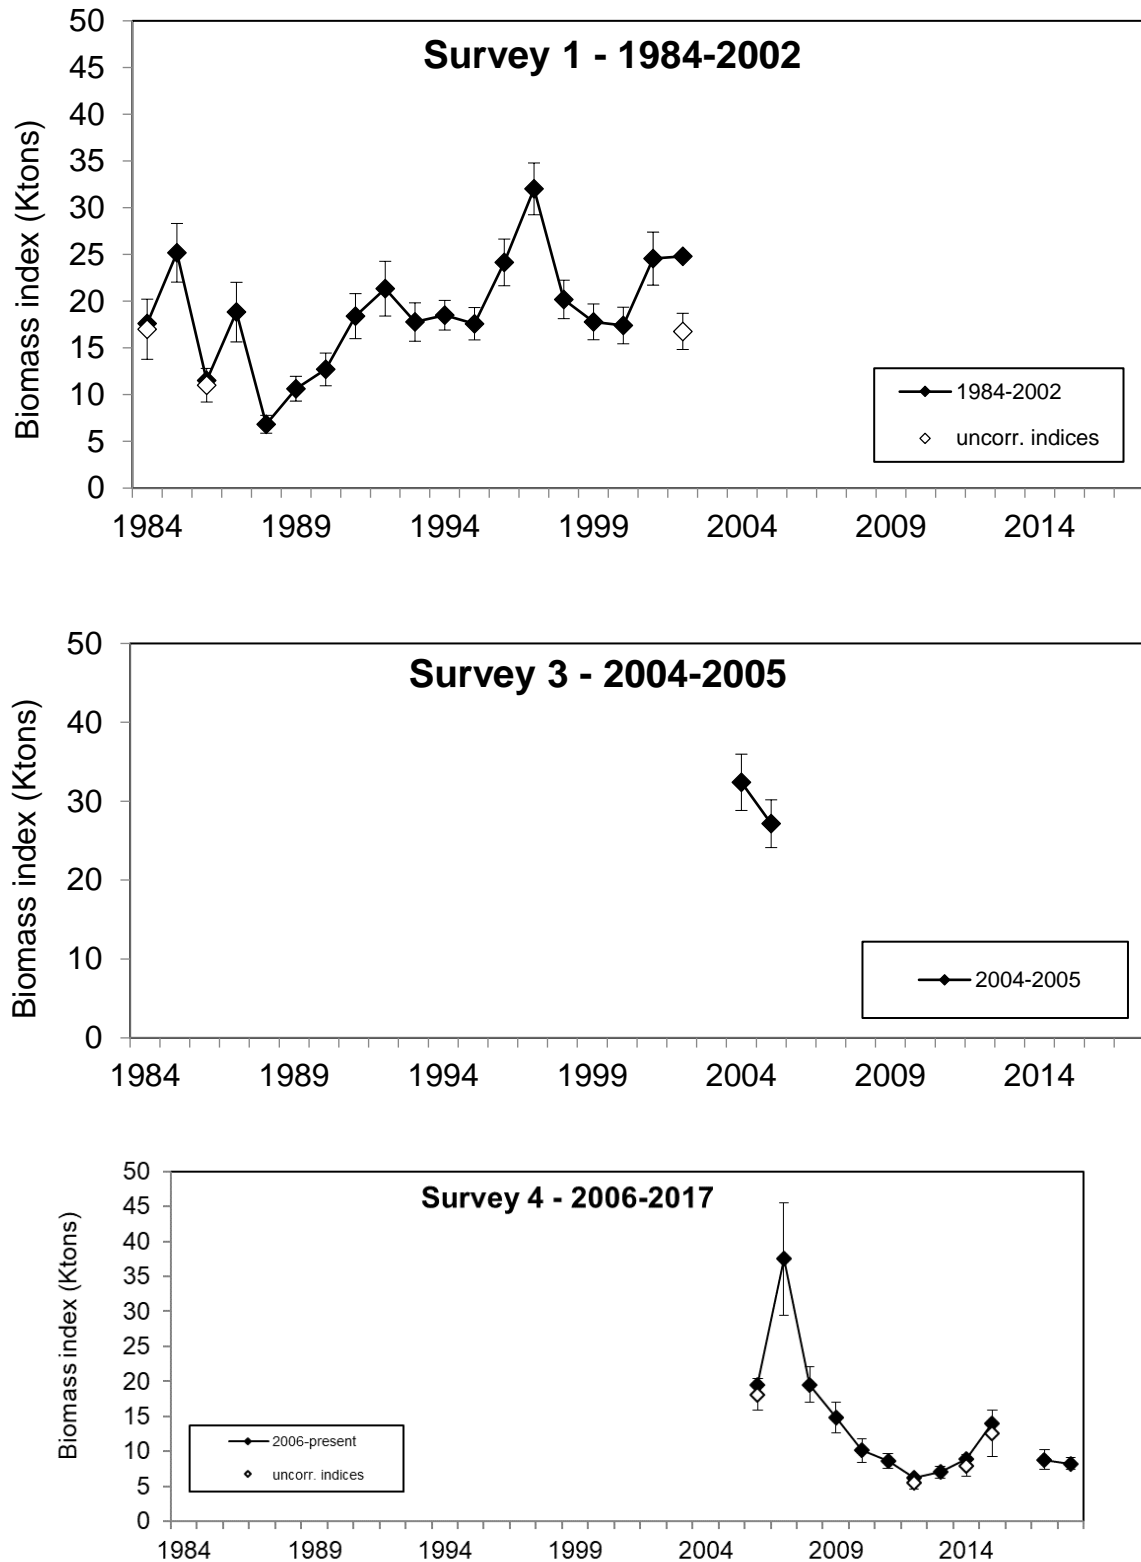 Survey 1 - 1984-2002
Biomass index (Ktons)
50
45
40
35
30
25
20
15
10
5
0
1984 1989 1994 1999 2004 2009 2014
1984-2002
uncorr. indices
Survey 3 - 2004-2005
Biomass index (Ktons)
50
40
30
20
10
0
1984 1989 1994 1999 2004 2009 2014
2004-2005
Survey 4 - 2006-2017
Biomass index (Ktons)
50
45
40
35
30
25
20
15
10
5
0
1984 1989 1994 1999 2004 2009 2014
2006-present
uncorr. indices